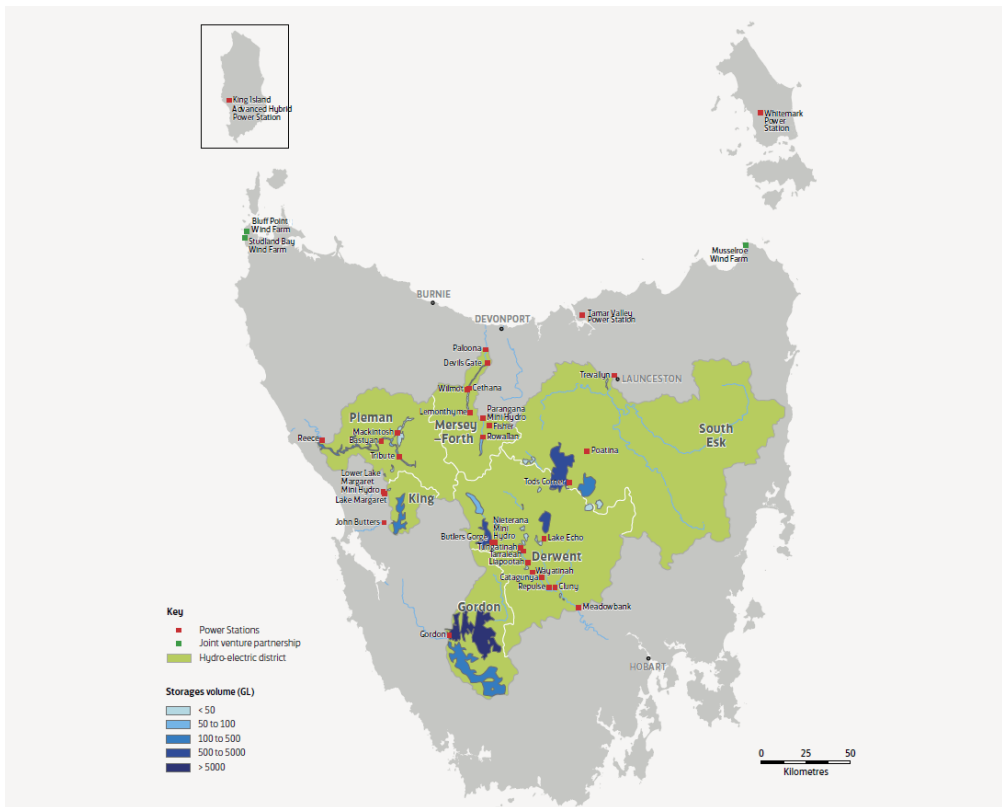 King Island
Advanced Hybrid
Power Station
Whitemark
Power
Station
Bluff Point
Wind Farm
Studland Bay
Wind Farm
Musselroe
Wind Farm
BURNIE
DEVONPORT
Tamar Valley
Power Station
Paloona
Devils Gate
Trevallyn
LAUNCESTON
Wilmot
Cethana
Lemonthyme
Parangana
Mini Hydro
Fisher
Rowallan
Mersey
–Forth
Pieman
Mackintosh
Bastyan
Reece
Tribute
South
Esk
Poatina
Tods Corner
Lower Lake
Margaret
Mini Hydro
Lake Margaret
King
John Butters
Nieterana
Mini
Hydro
Butlers Gorge
Lake Echo
Tungatinah
Tarraleah
Liapootah
Derwent
Wayatinah
Catagunya
Repulse
Cluny
Meadowbank
Gordon
Gordon
HOBART
Key
Power Stations
Joint venture partnership
Hydro-electric district
Storages volume (GL)
< 50
50 to 100
100 to 500
500 to 5000
> 5000
0 25 50
Kilometres